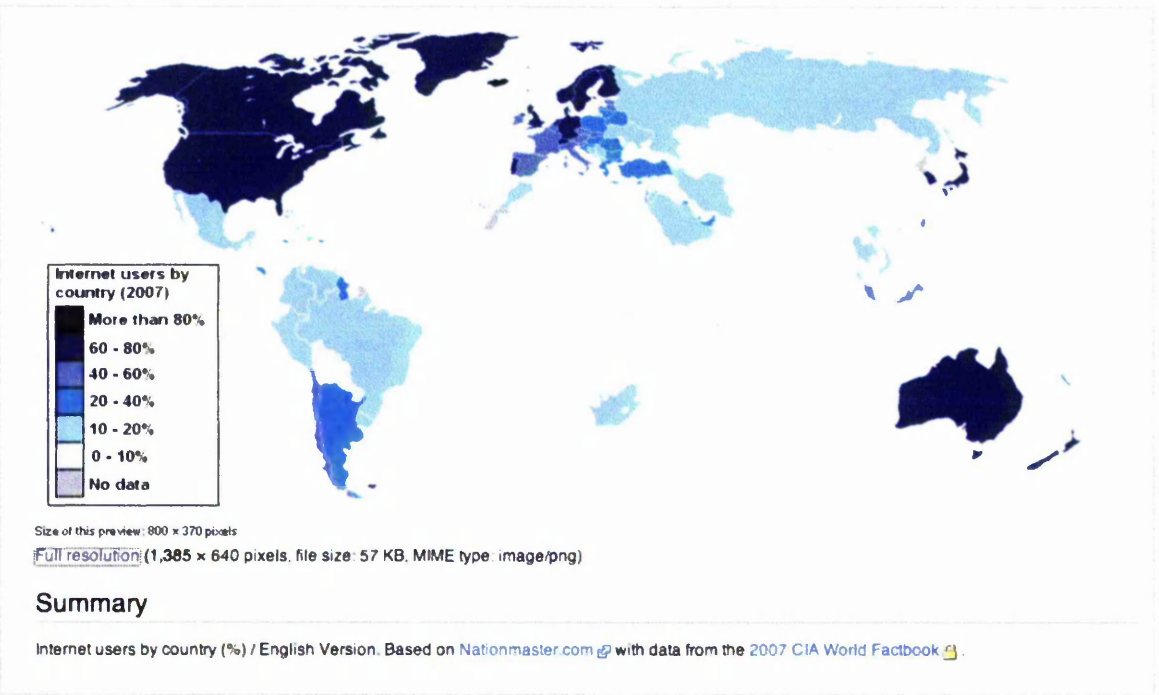 Internet users by
country (2007)
More than 80%
60 - 80%
40 - 60%
20 - 40%
10 - 20%
0 - 10%
No data
Size of this preview: 800 × 370 pixels
Full resolution (1,385 × 640 pixels, file size: 57 KB, MIME type: image/png)
Summary
Internet users by country (%) / English Version. Based on Nationmaster.com with data from the 2007 CIA World Factbook .